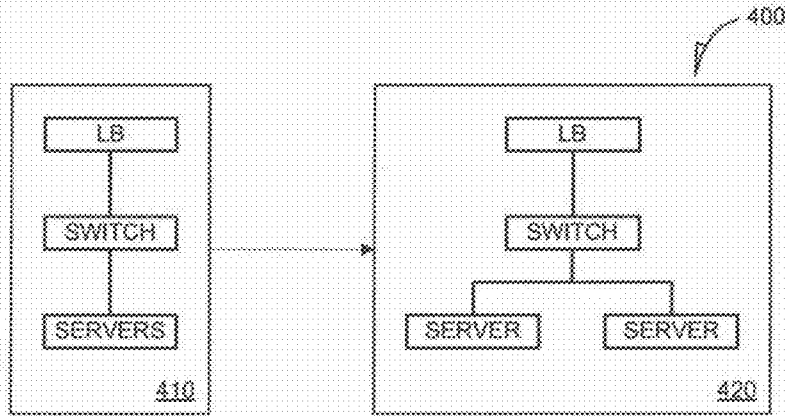 400
LB
LB
SWITCH
SWITCH
SERVERS
SERVER
SERVER
410
420